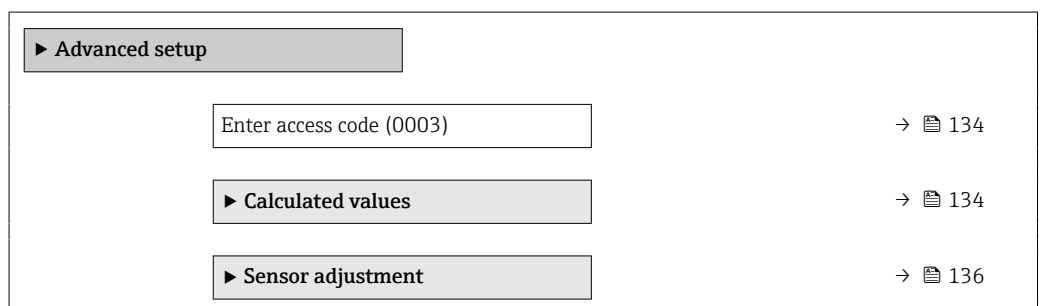 ▶ Advanced setup
Enter access code (0003) → 134
▶ Calculated values → 134
▶ Sensor adjustment → 136